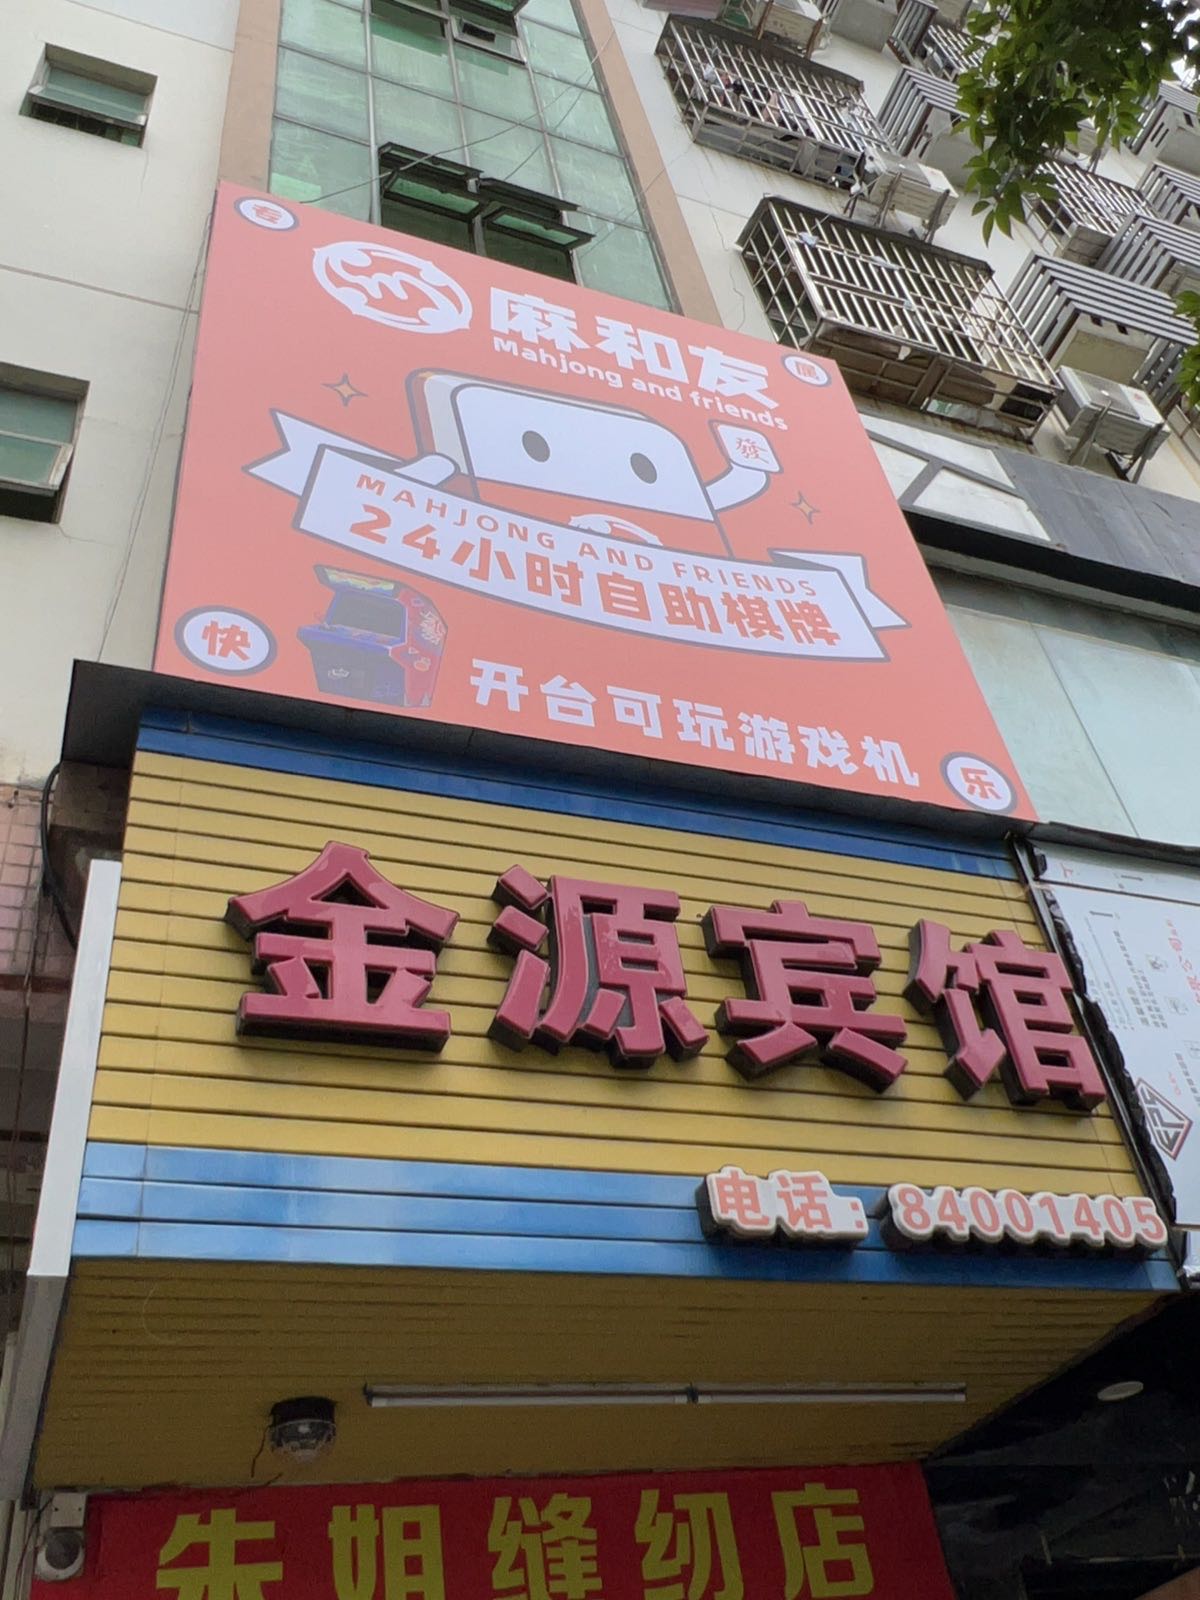 专
麻和友
Mahjong and friends
属
發
MAHJONG AND FRIENDS
24小时自助棋牌
快
开台可玩游戏机
乐
金源宾馆
电话：84001405
朱姐缝纫店